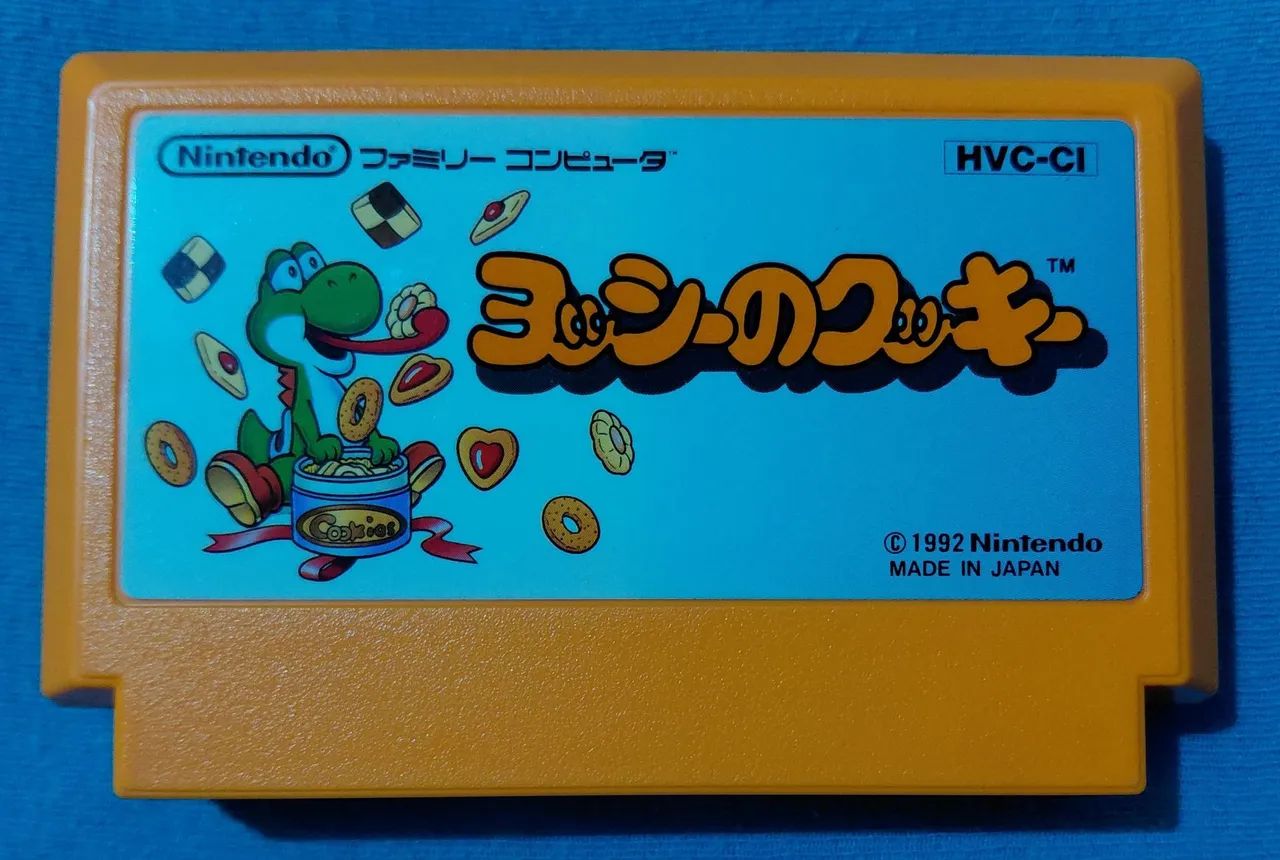 Nintendo® ファミリー コンピュータ™
HVC-CI
ヨッシーのクッキー™
Cookies
© 1992 Nintendo
MADE IN JAPAN